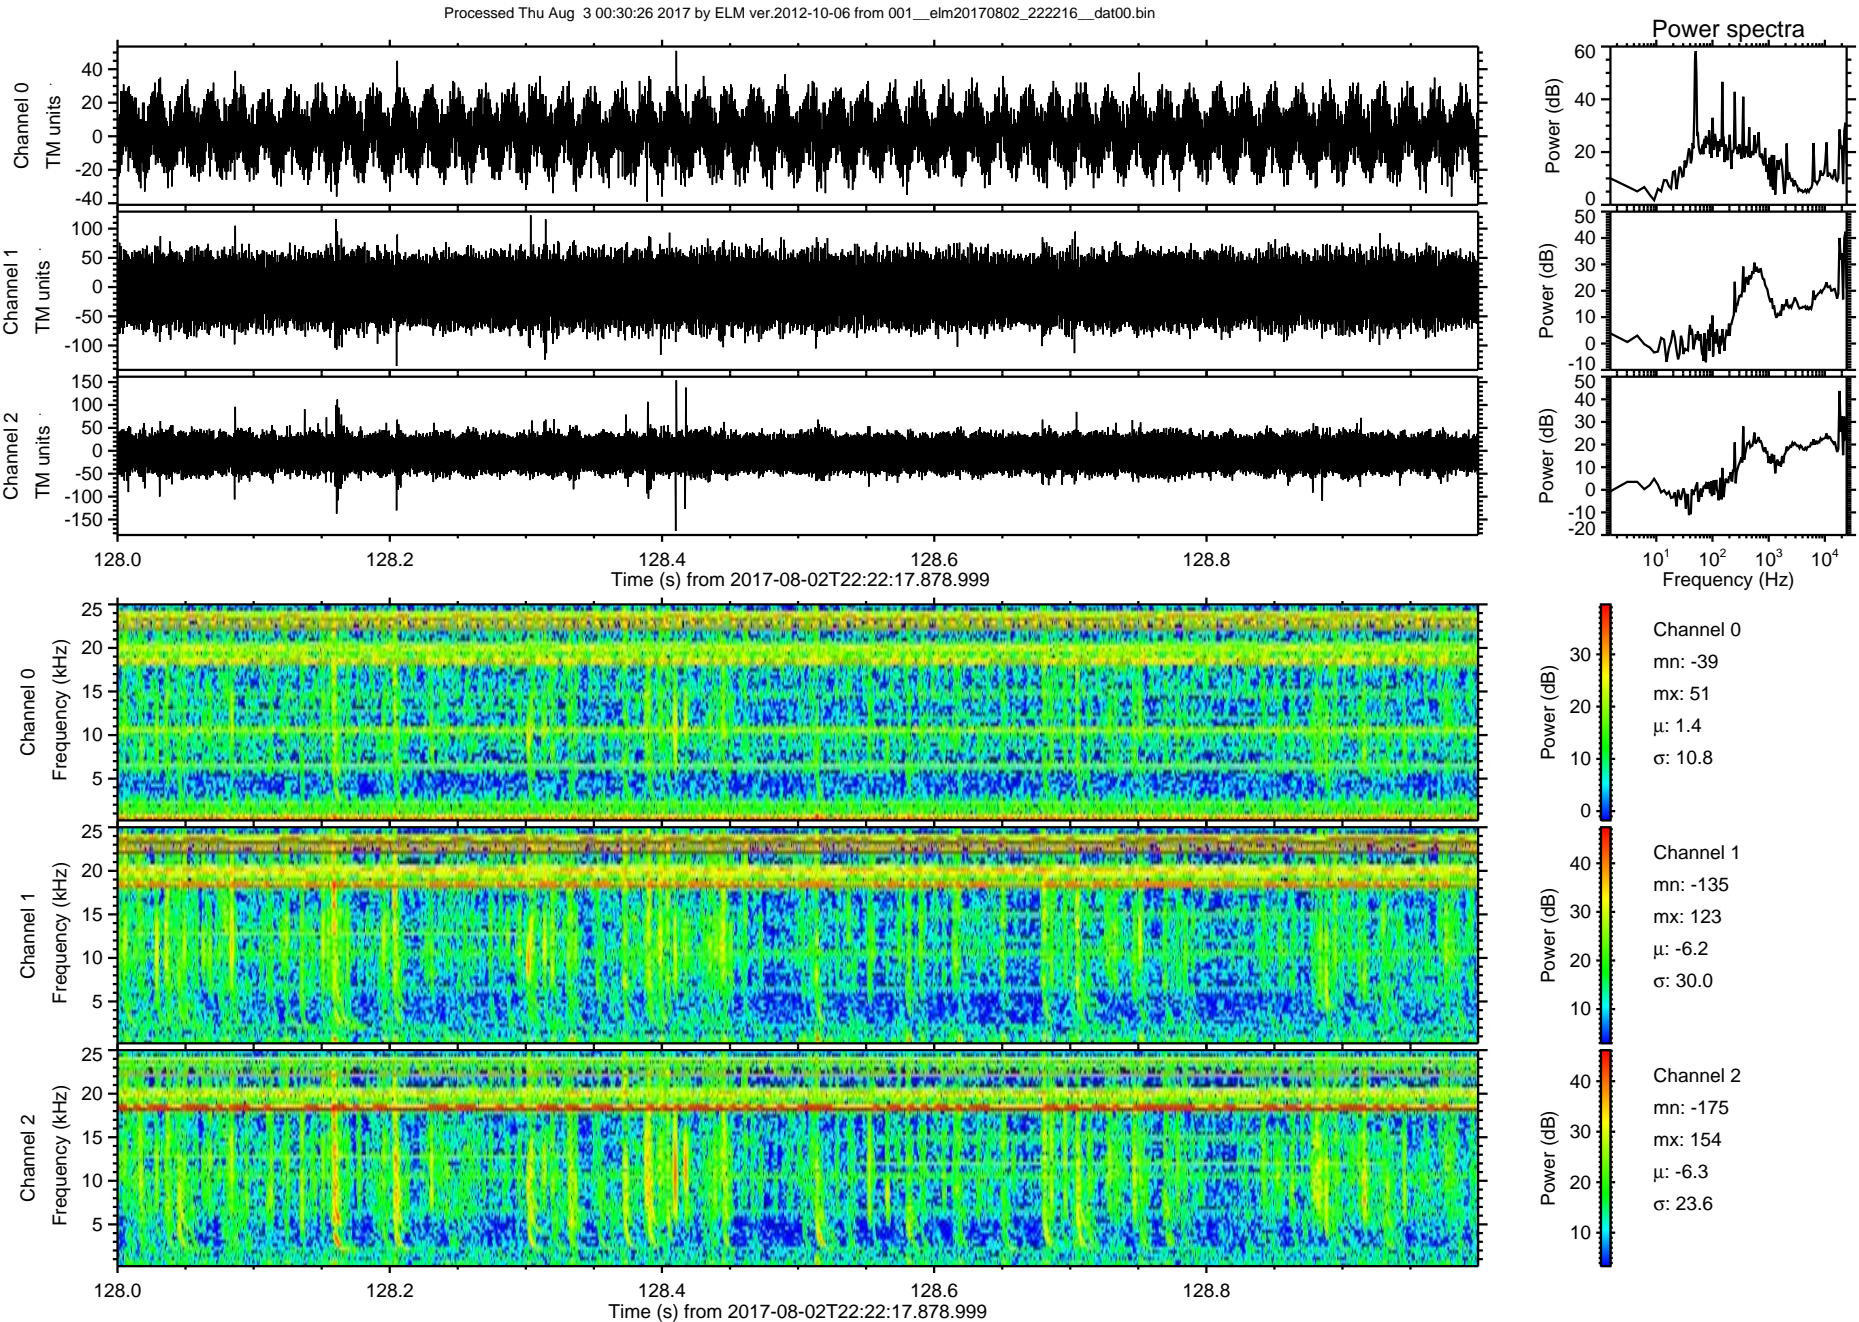 Processed Thu Aug  3 00:30:26 2017 by ELM ver.2012-10-06 from 001__elm20170802_222216__dat00.bin
Power spectra
Channel 0
TM units
40
20
0
-20
-40
Power (dB)
60
40
20
0
Channel 1
TM units
100
50
0
-50
-100
Power (dB)
50
40
30
20
10
0
-10
Channel 2
TM units
150
100
50
0
-50
-100
-150
Power (dB)
50
40
30
20
10
0
-10
-20
128.0 128.2 128.4 128.6 128.8
Time (s) from 2017-08-02T22:22:17.878.999
10^1 10^2 10^3 10^4
Frequency (Hz)
Channel 0
Frequency (kHz)
25
20
15
10
5
Power (dB)
30
20
10
0
Channel 0
mn: -39
mx: 51
μ: 1.4
σ: 10.8
Channel 1
Frequency (kHz)
25
20
15
10
5
Power (dB)
40
30
20
10
Channel 1
mn: -135
mx: 123
μ: -6.2
σ: 30.0
Channel 2
Frequency (kHz)
25
20
15
10
5
Power (dB)
40
30
20
10
Channel 2
mn: -175
mx: 154
μ: -6.3
σ: 23.6
128.0 128.2 128.4 128.6 128.8
Time (s) from 2017-08-02T22:22:17.878.999